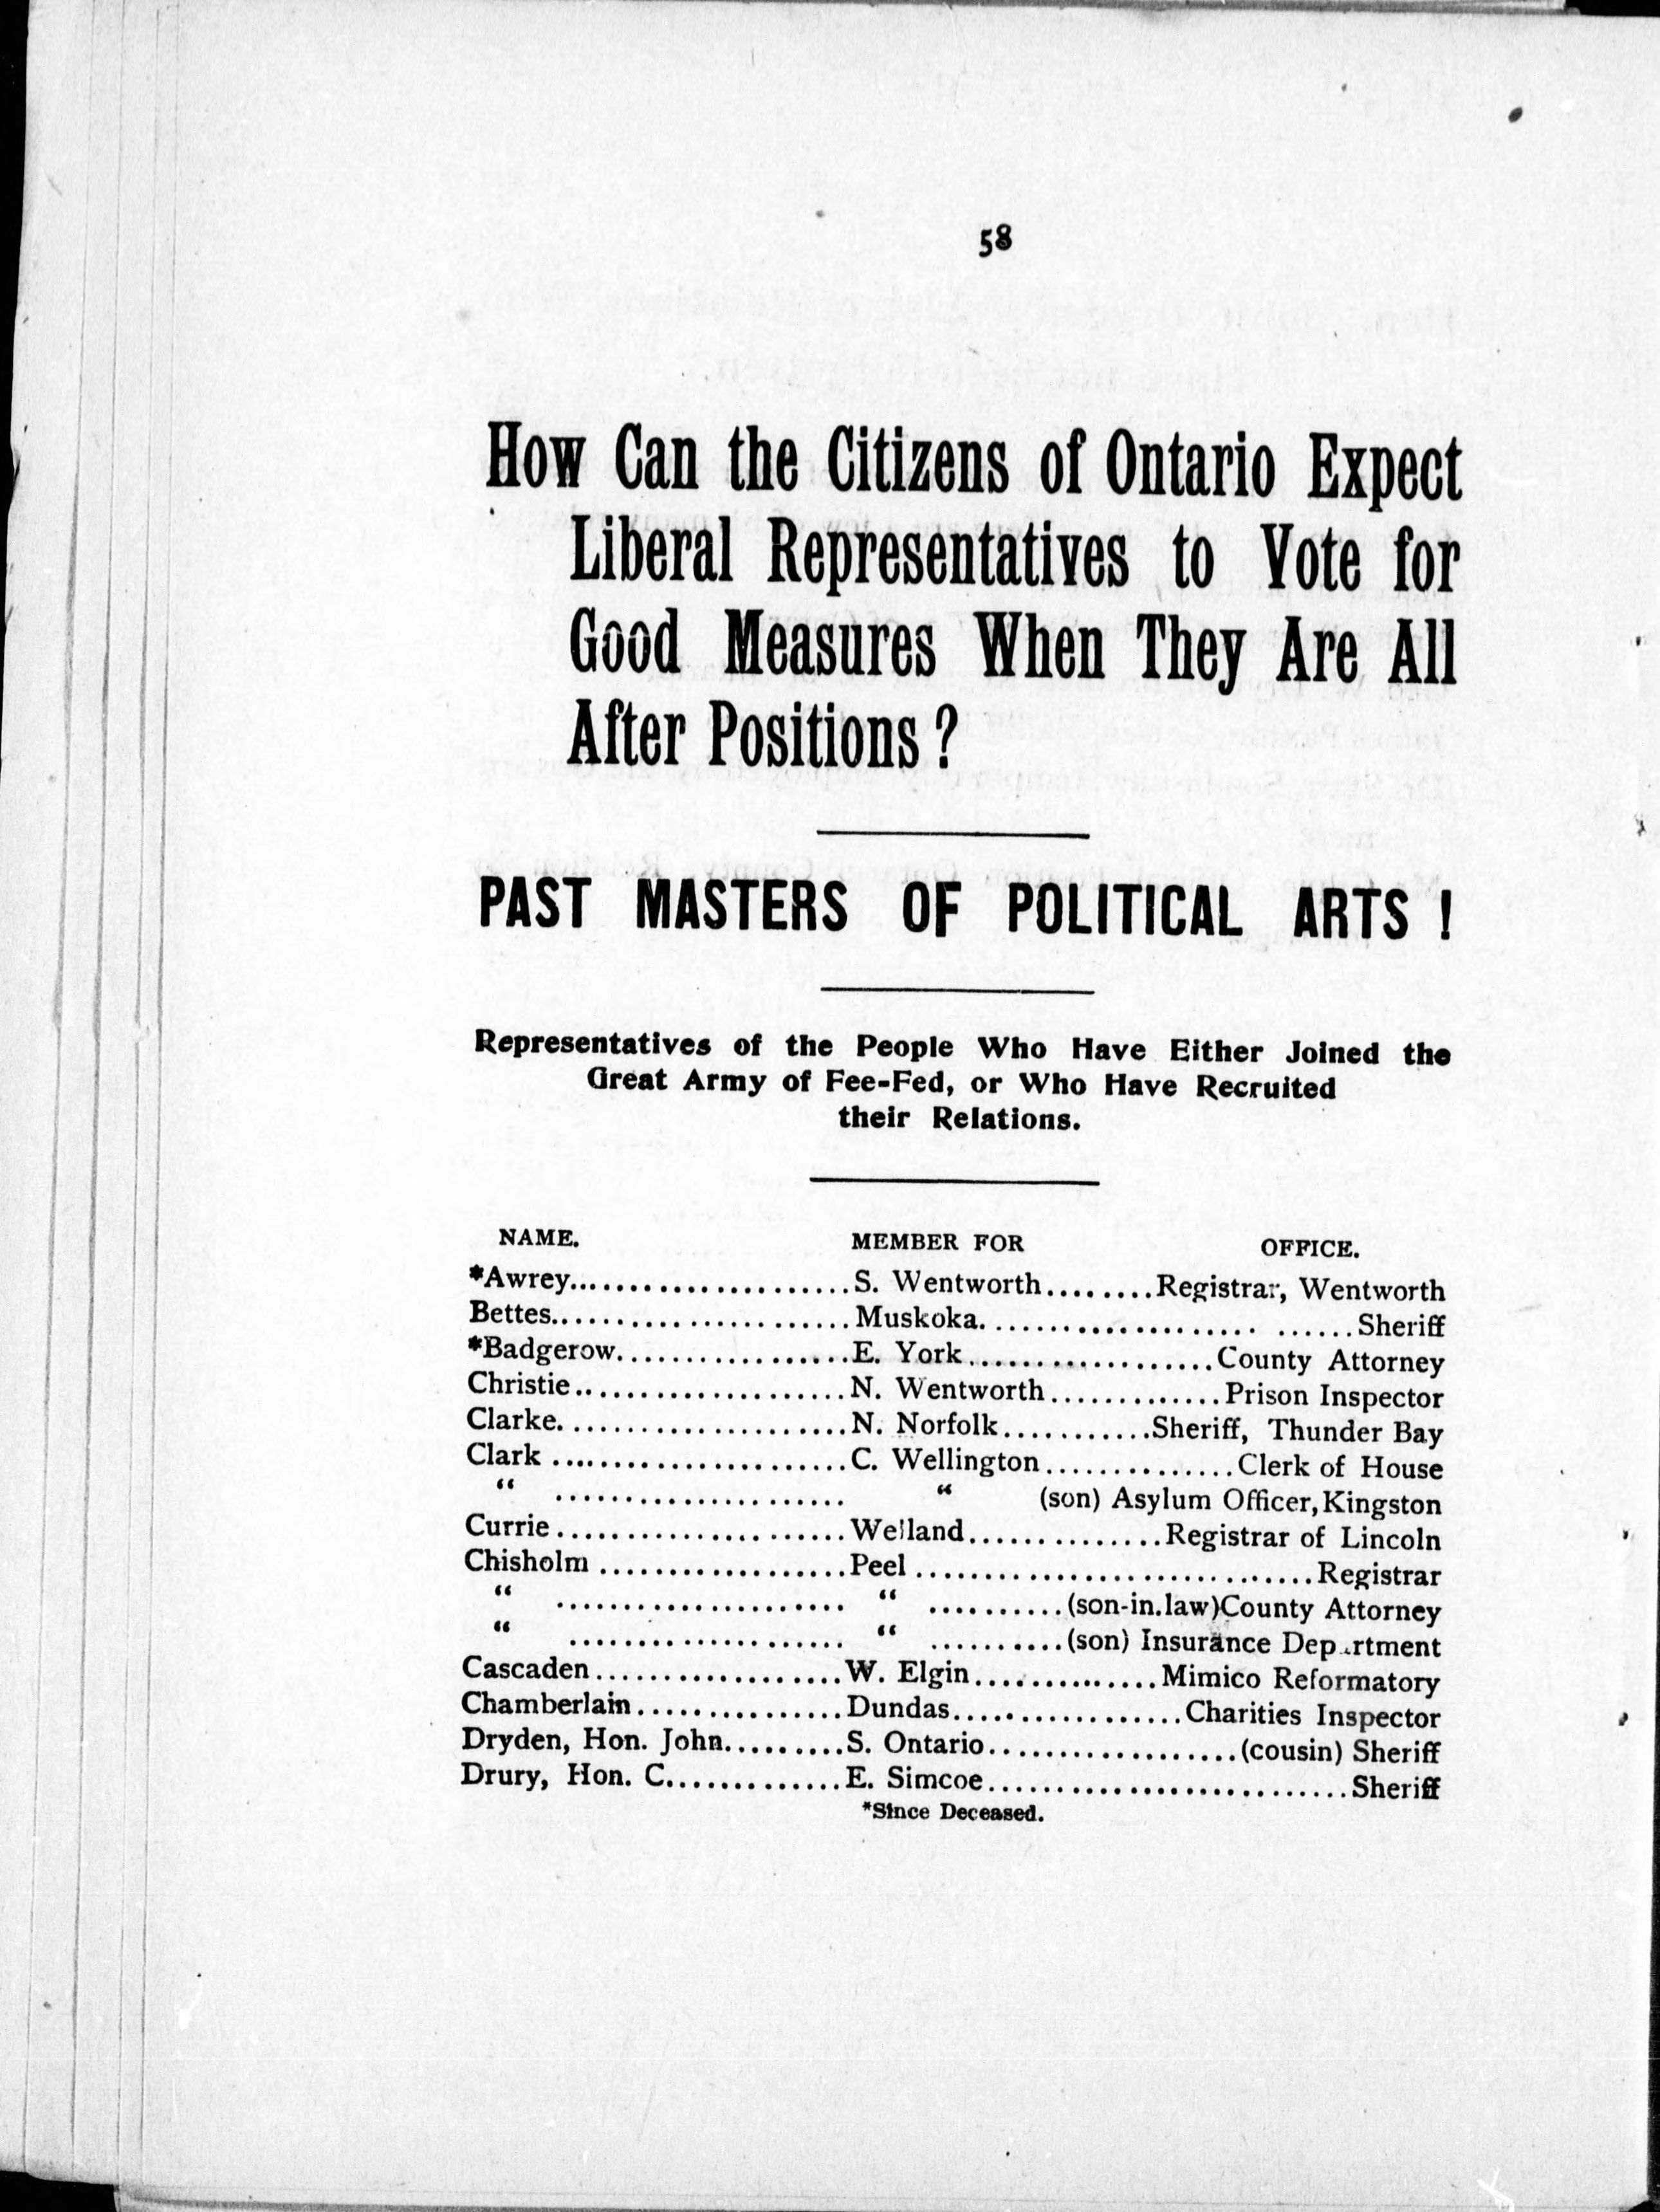 58
How Can the Citizens of Ontario Expect
Liberal Representatives to Vote for
Good Measures When They Are All
After Positions ?
PAST MASTERS OF POLITICAL ARTS !
Representatives of the People Who Have Either Joined the
Great Army of Fee-Fed, or Who Have Recruited
their Relations.
NAME. MEMBER FOR OFFICE.
*Awrey........................S. Wentworth........Registrar, Wentworth
Bettes.........................Muskoka........................ ......Sheriff
*Badgerow....................E. York.....................County Attorney
Christie.......................N. Wentworth..............Prison Inspector
Clarke.........................N. Norfolk...........Sheriff, Thunder Bay
Clark .........................C. Wellington...............Clerk of House
“ ...................... “ (son) Asylum Officer, Kingston
Currie.........................Welland..............Registrar of Lincoln
Chisholm .....................Peel..................................Registrar
“ ...................... “ ..........(son-in.law)County Attorney
“ ..................... “ ..........(son) Insurance Dep rtment
Cascaden.....................W. Elgin..............Mimico Reformatory
Chamberlain................Dundas..................Charities Inspector
Dryden, Hon. John.........S. Ontario...................(cousin) Sheriff
Drury, Hon. C..............E. Simcoe............................Sheriff
*Since Deceased.